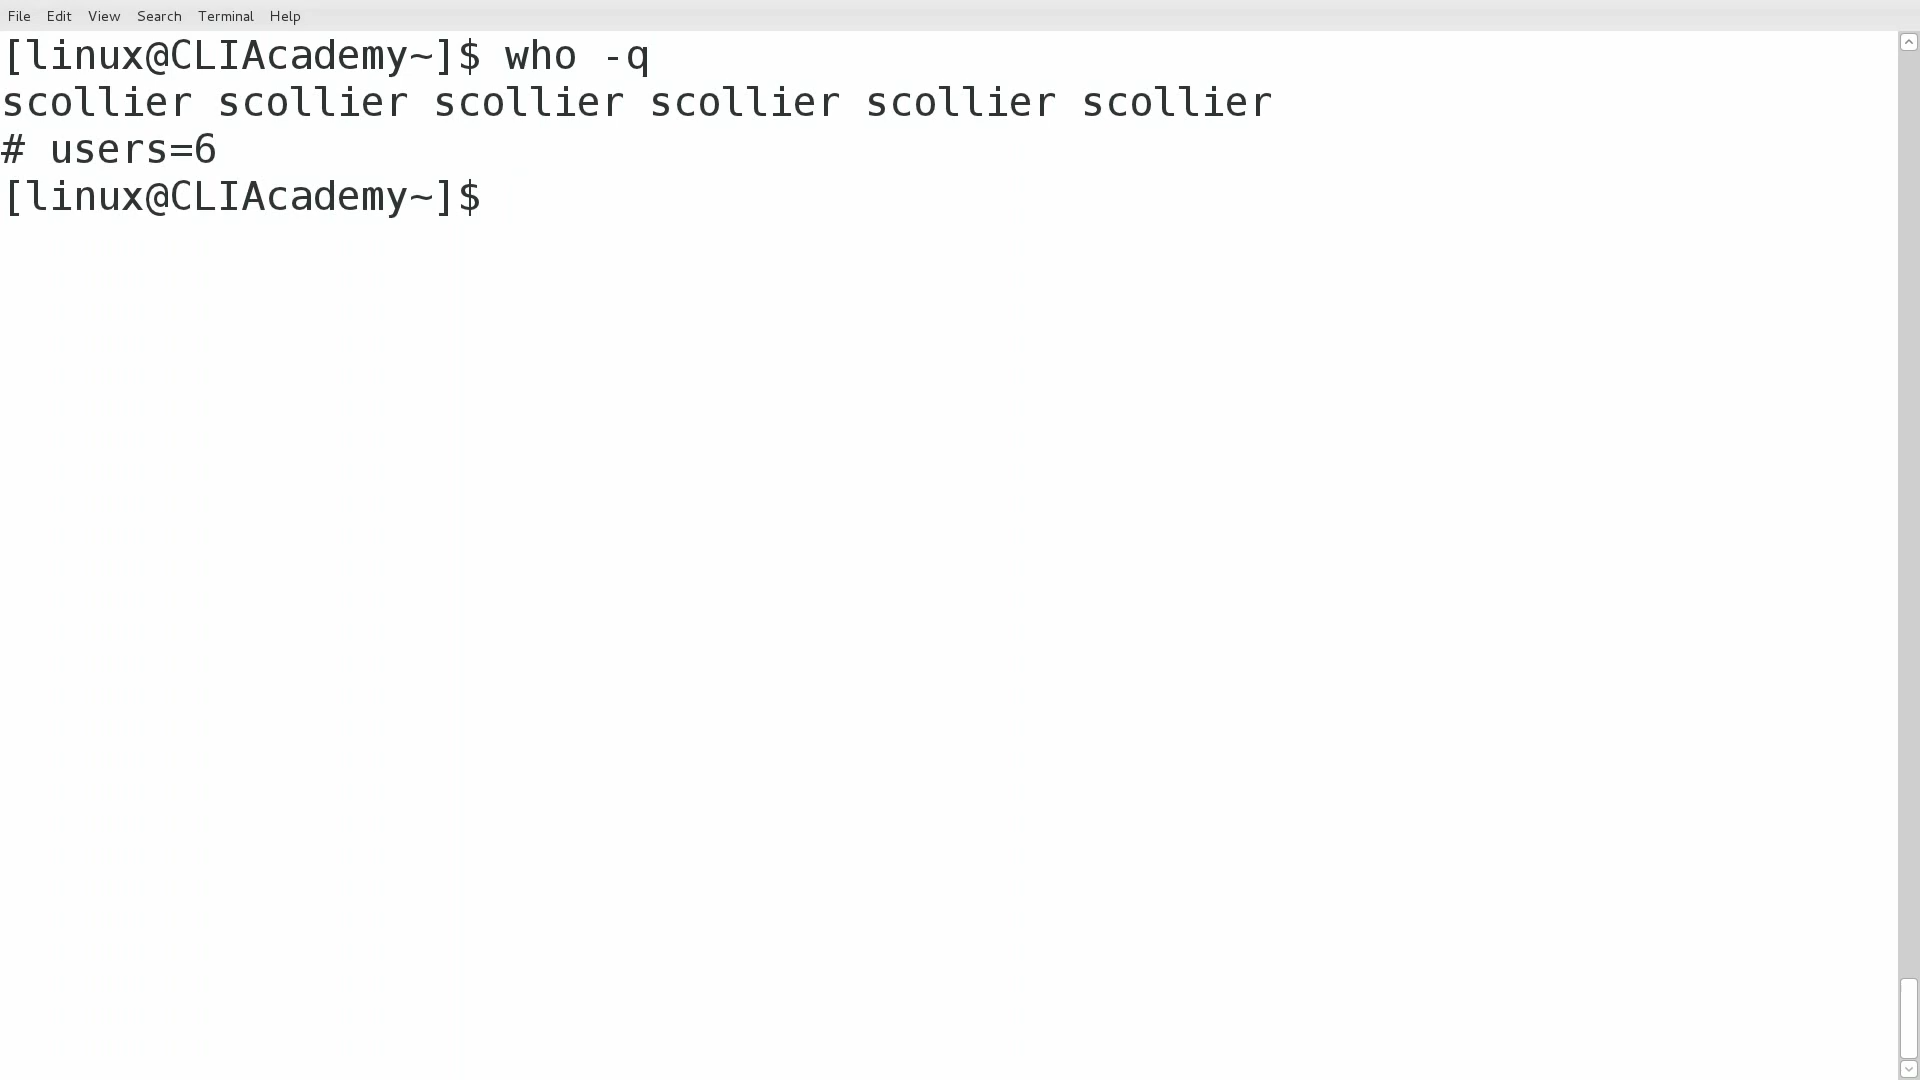 File Edit View Search Terminal Help
[linux@CLIAcademy~]$ who -q
scollier scollier scollier scollier scollier scollier
# users=6
[linux@CLIAcademy~]$